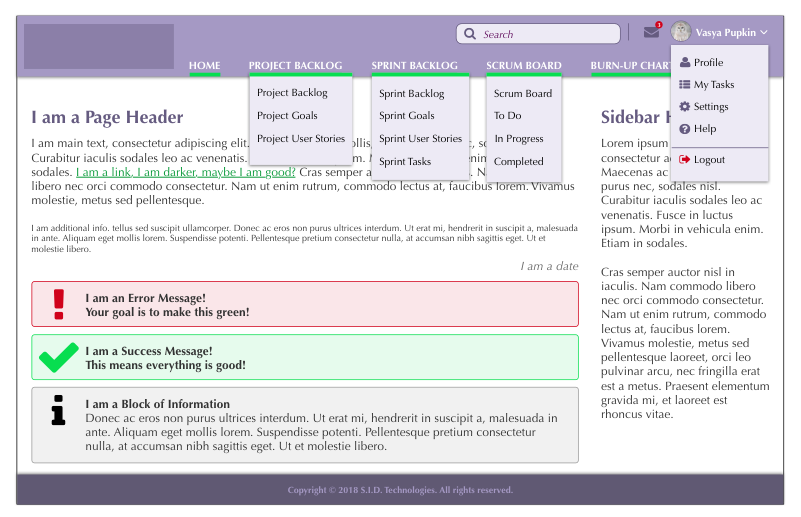 Search
1
Vasya Pupkin
HOME
PROJECT BACKLOG
SPRINT BACKLOG
SCRUM BOARD
BURN-UP CHART
Project Backlog
Project Goals
Project User Stories
Sprint Backlog
Sprint Goals
Sprint User Stories
Sprint Tasks
Scrum Board
To Do
In Progress
Completed
Profile
My Tasks
Settings
Help
Logout
I am a Page Header
I am main text, consectetur adipiscing elit.
Curabitur iaculis sodales leo ac venenatis.
sodales. I am a link, I am darker, maybe I am good? Cras semper
libero nec orci commodo consectetur. Nam ut enim rutrum, commodo lectus at, faucibus lorem. Vivamus
molestie, metus sed pellentesque.
I am additional info. tellus sed suscipit ullamcorper. Donec ac eros non purus ultrices interdum. Ut erat mi, hendrerit in suscipit a, malesuada
in ante. Aliquam eget mollis lorem. Suspendisse potenti. Pellentesque pretium consectetur nulla, at accumsan nibh sagittis eget. Ut et
molestie libero.
I am a date
I am an Error Message!
Your goal is to make this green!
I am a Success Message!
This means everything is good!
I am a Block of Information
Donec ac eros non purus ultrices interdum. Ut erat mi, hendrerit in suscipit a, malesuada in
ante. Aliquam eget mollis lorem. Suspendisse potenti. Pellentesque pretium consectetur
nulla, at accumsan nibh sagittis eget. Ut et molestie libero.
Sidebar
Lorem ipsum
consectetur
Maecenas ac
purus nec, sodales nisl.
Curabitur iaculis sodales leo ac
venenatis. Fusce in luctus
ipsum. Morbi in vehicula enim.
Etiam in sodales.
Cras semper auctor nisl in
iaculis. Nam commodo libero
nec orci commodo consectetur.
Nam ut enim rutrum, commodo
lectus at, faucibus lorem.
Vivamus molestie, metus sed
pellentesque laoreet, orci leo
pulvinar arcu, nec fringilla erat
est a metus. Praesent elementum
gravida mi, et laoreet est
rhoncus vitae.
Copyright © 2018 S.I.D. Technologies. All rights reserved.